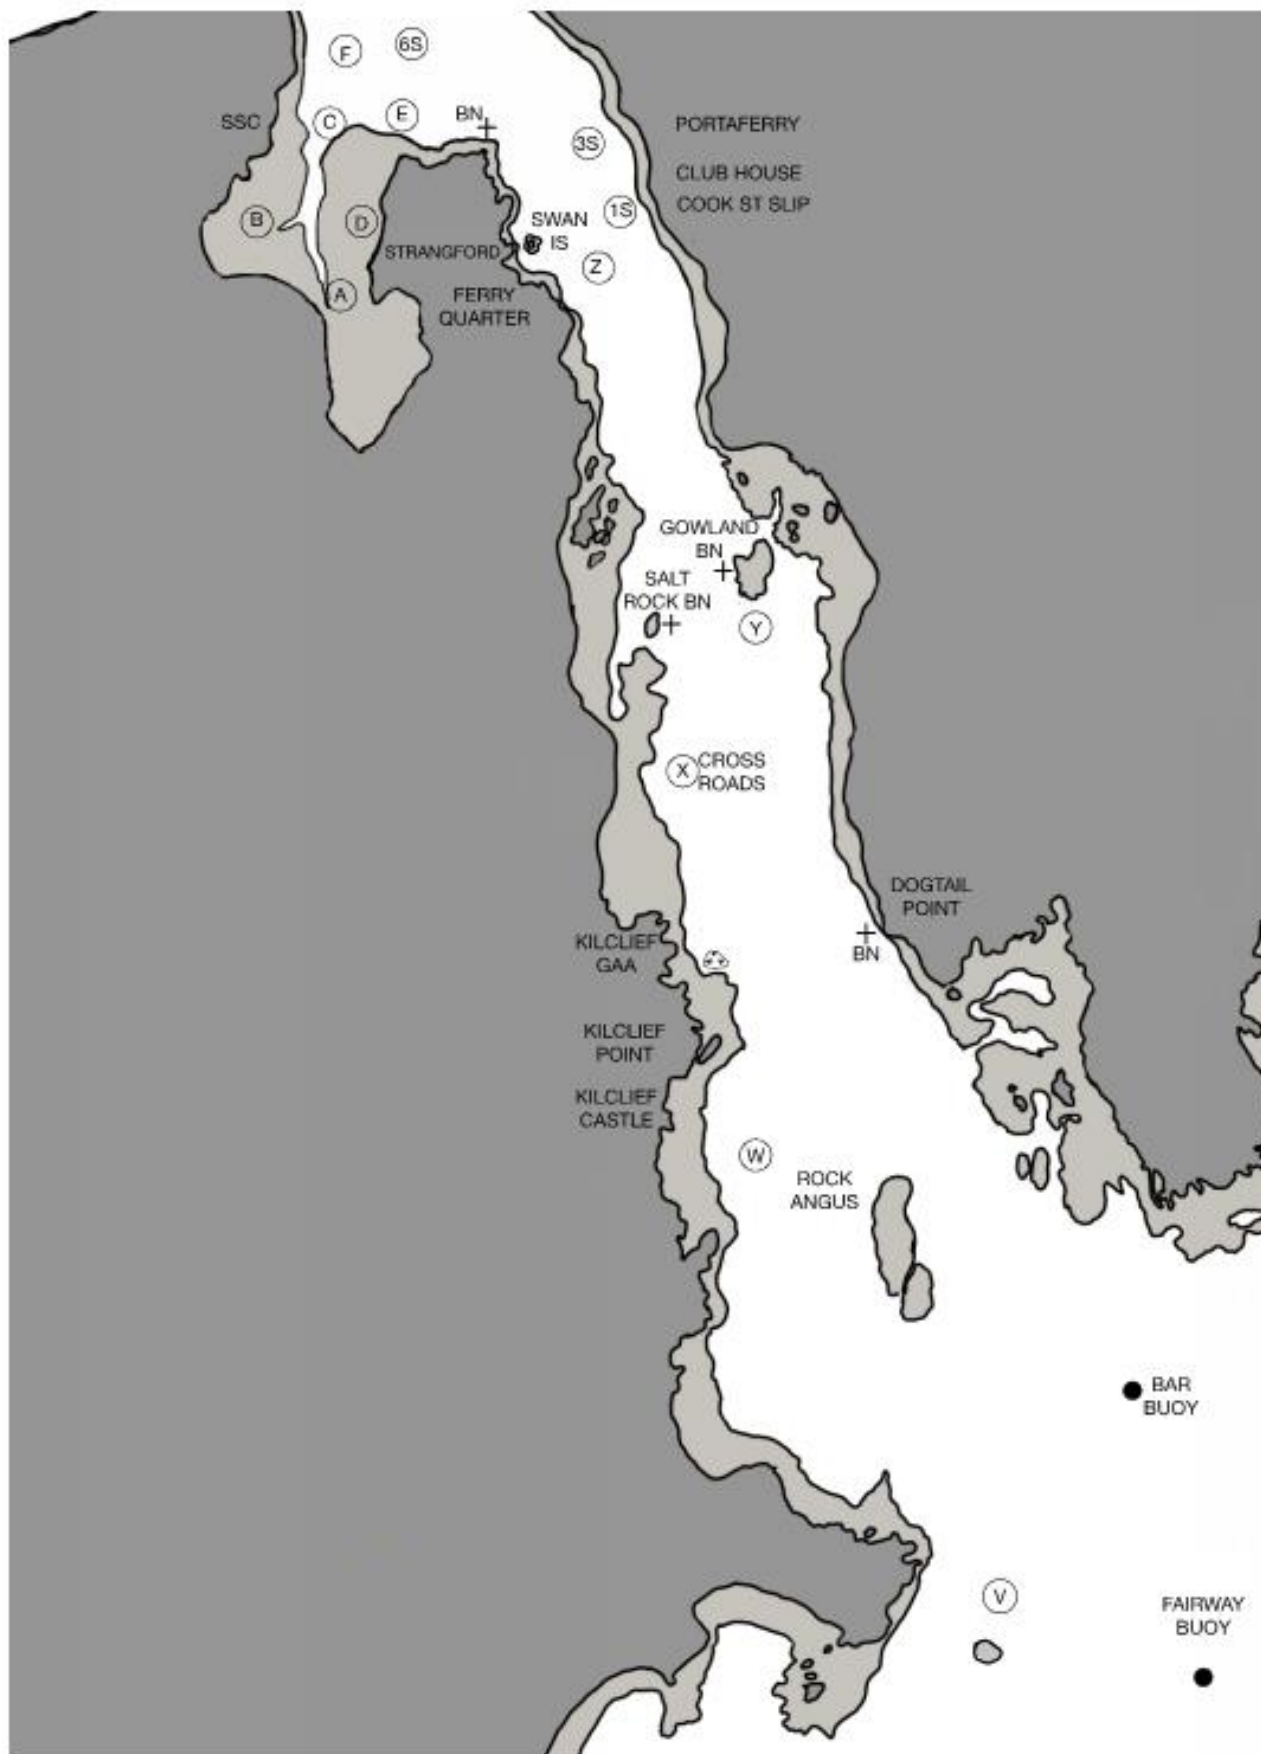 F
6S
SSC
C
E
BN
3S
PORTAFERRY
CLUB HOUSE
COOK ST SLIP
B
D
1S
SWAN
IS
STRANGFORD
Z
A
FERRY
QUARTER
GOWLAND
BN
SALT
ROCK BN
Y
X
CROSS
ROADS
DOGTAIL
POINT
BN
KILCLIEF
GAA
KILCLIEF
POINT
KILCLIEF
CASTLE
W
ROCK
ANGUS
BAR
BUOY
V
FAIRWAY
BUOY